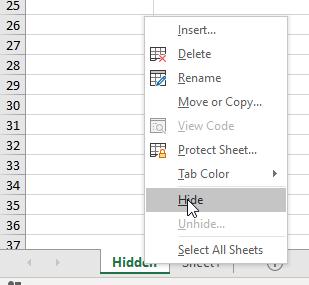 25
26
27
28
29
30
31
32
33
34
35
36
37
Insert...
Delete
Rename
Move or Copy...
View Code
Protect Sheet...
Tab Color
Hide
Unhide...
Select All Sheets
Hidden
Sheet1